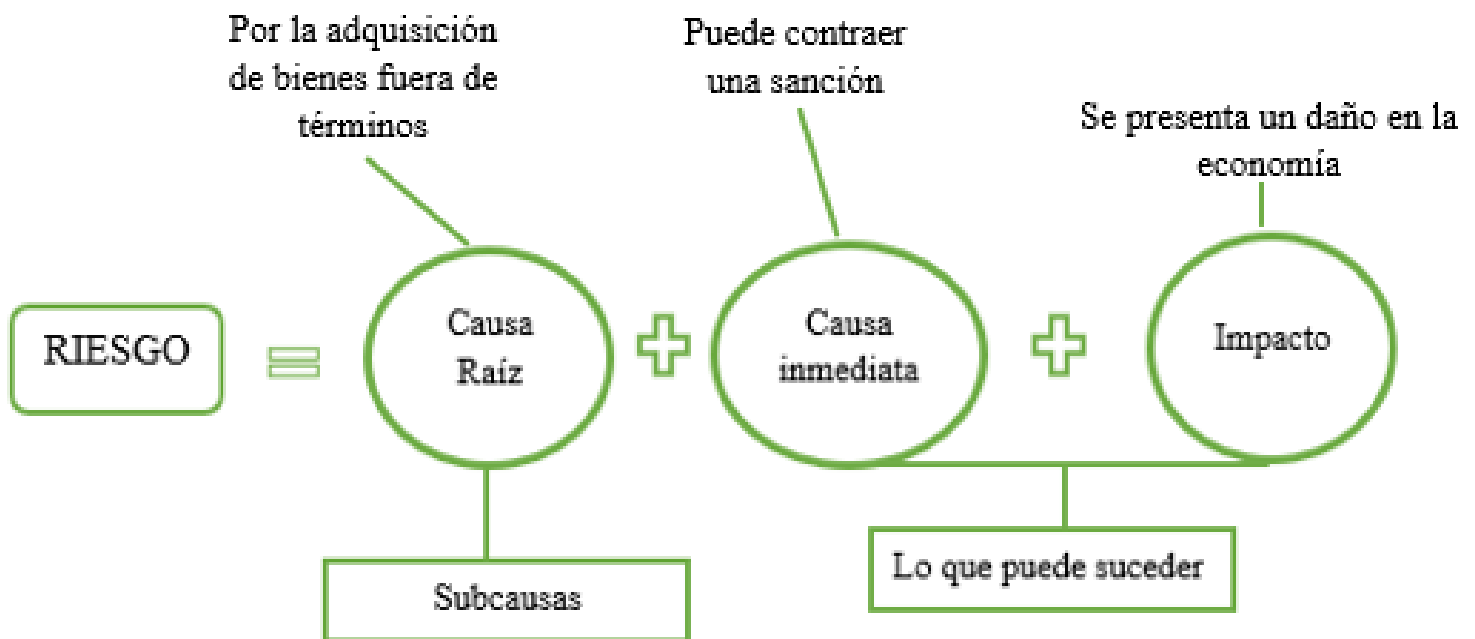 Por la adquisición
de bienes fuera de
términos
Puede contraer
una sanción
Se presenta un daño en la
economía
RIESGO
=
Causa
Raíz
+
Causa
inmediata
+
Impacto
Subcausas
Lo que puede suceder